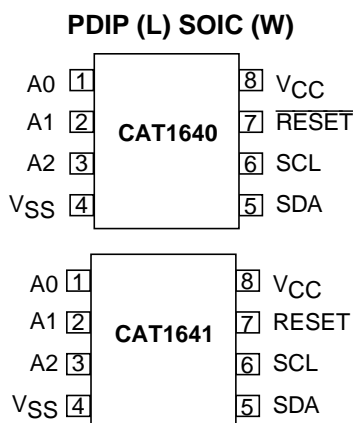 PDIP (L) SOIC (W)
A0 1 8 VCC
A1 2 CAT1640 7 RESET
A2 3 6 SCL
VSS 4 5 SDA
A0 1 8 VCC
A1 2 CAT1641 7 RESET
A2 3 6 SCL
VSS 4 5 SDA